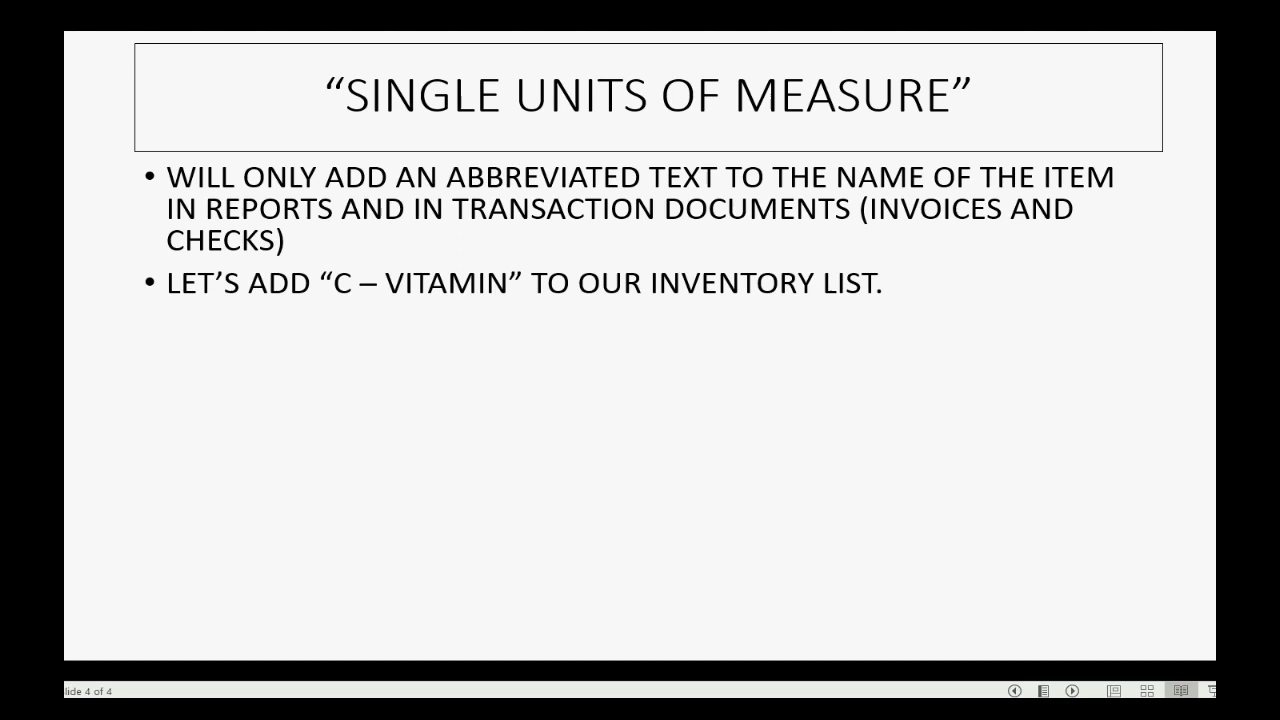 “SINGLE UNITS OF MEASURE”
• WILL ONLY ADD AN ABBREVIATED TEXT TO THE NAME OF THE ITEM
IN REPORTS AND IN TRANSACTION DOCUMENTS (INVOICES AND
CHECKS)
• LET’S ADD “C – VITAMIN” TO OUR INVENTORY LIST.
lide 4 of 4